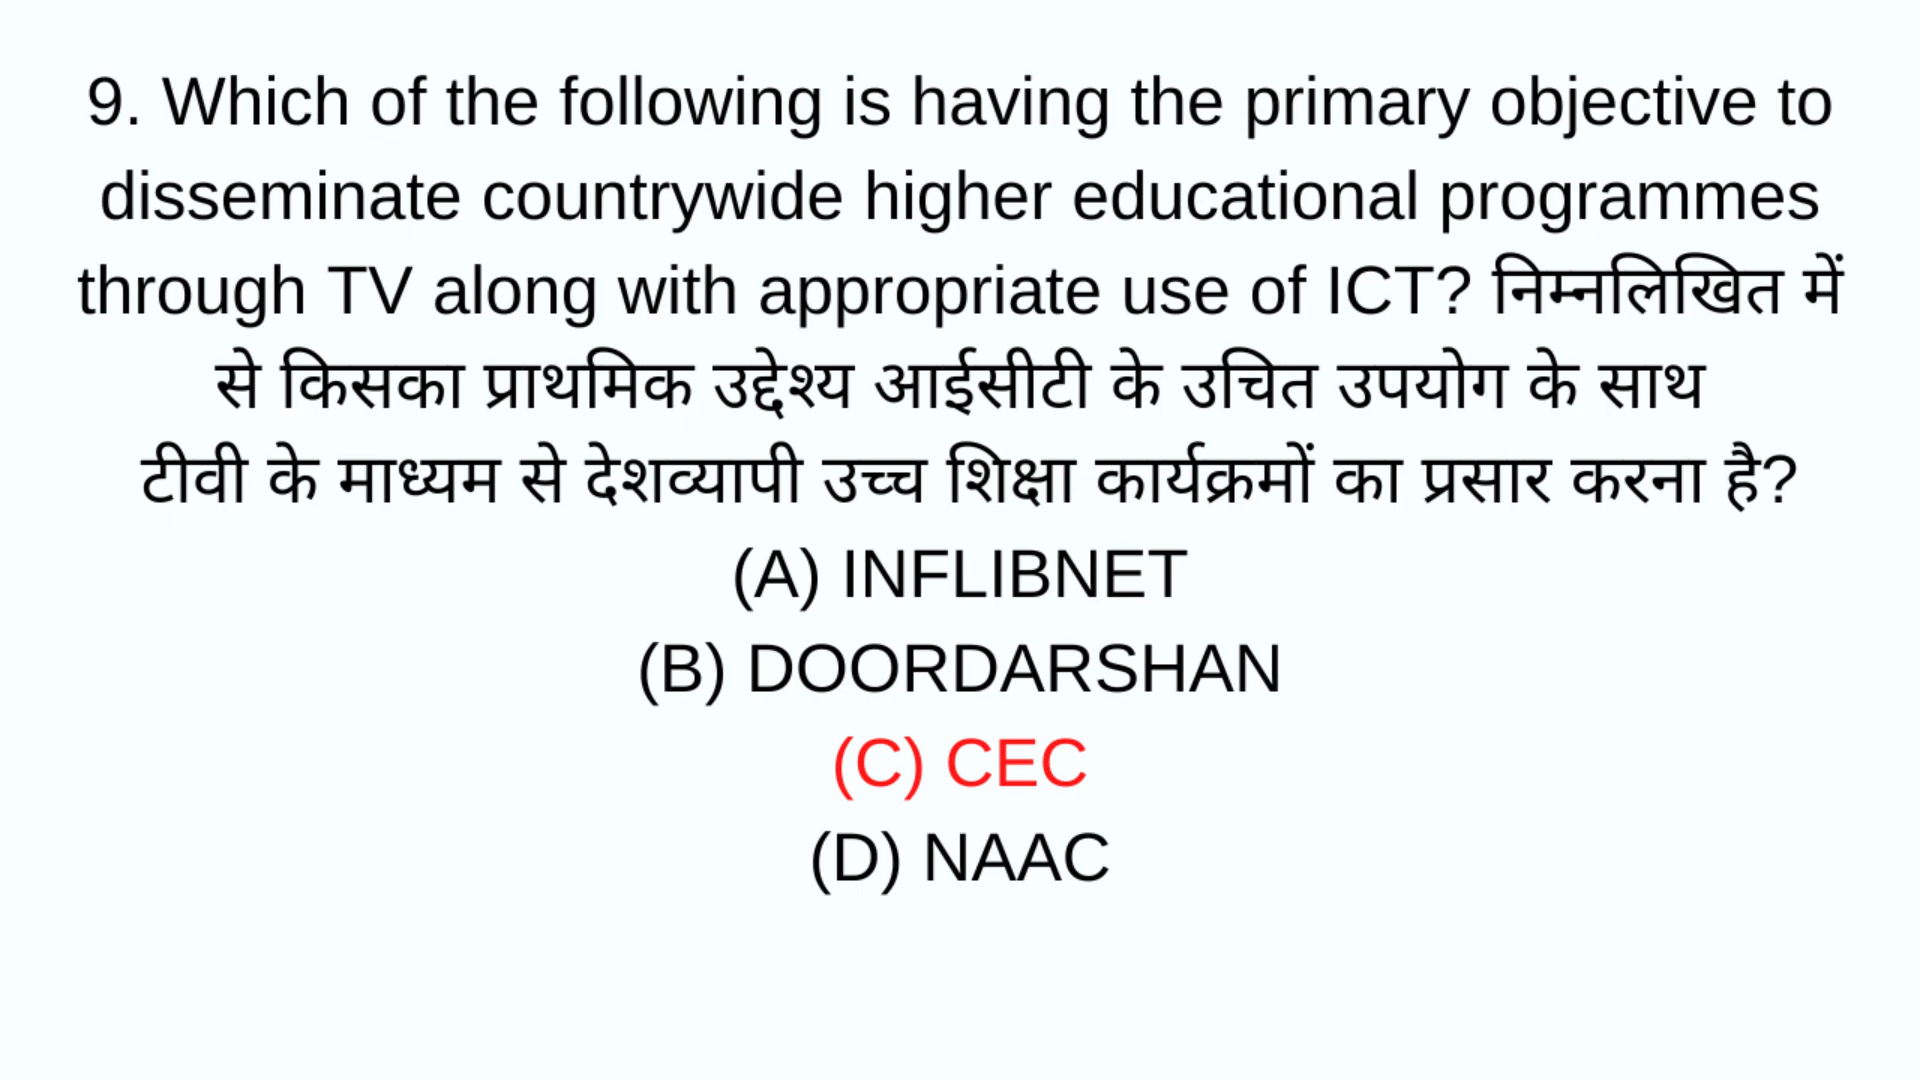 9. Which of the following is having the primary objective to
disseminate countrywide higher educational programmes
through TV along with appropriate use of ICT? निम्नलिखित में
से किसका प्राथमिक उद्देश्य आईसीटी के उचित उपयोग के साथ
टीवी के माध्यम से देशव्यापी उच्च शिक्षा कार्यक्रमों का प्रसार करना है?
(A) INFLIBNET
(B) DOORDARSHAN
(C) CEC
(D) NAAC